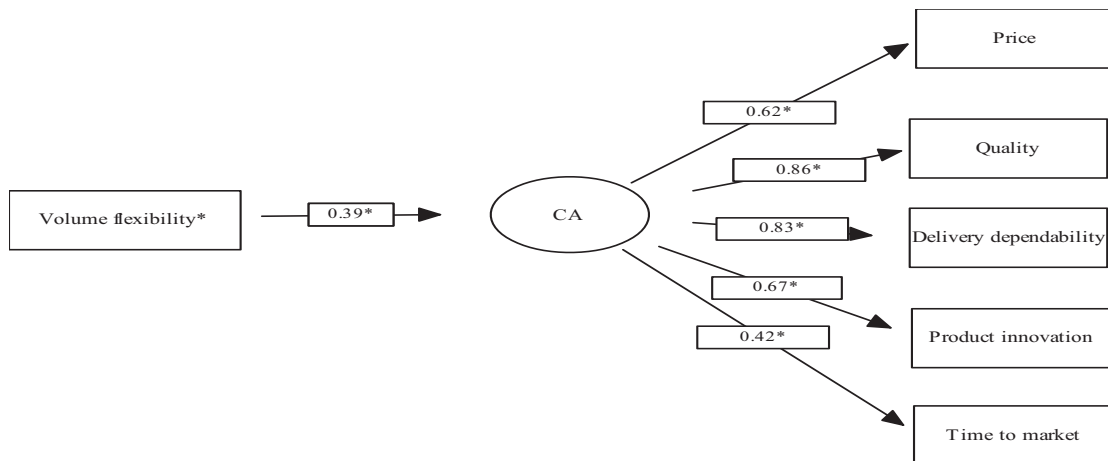 Price
0.62*
Quality
0.86*
Volume flexibility*
0.39*
CA
0.83*
Delivery dependability
0.67*
Product innovation
0.42*
Time to market